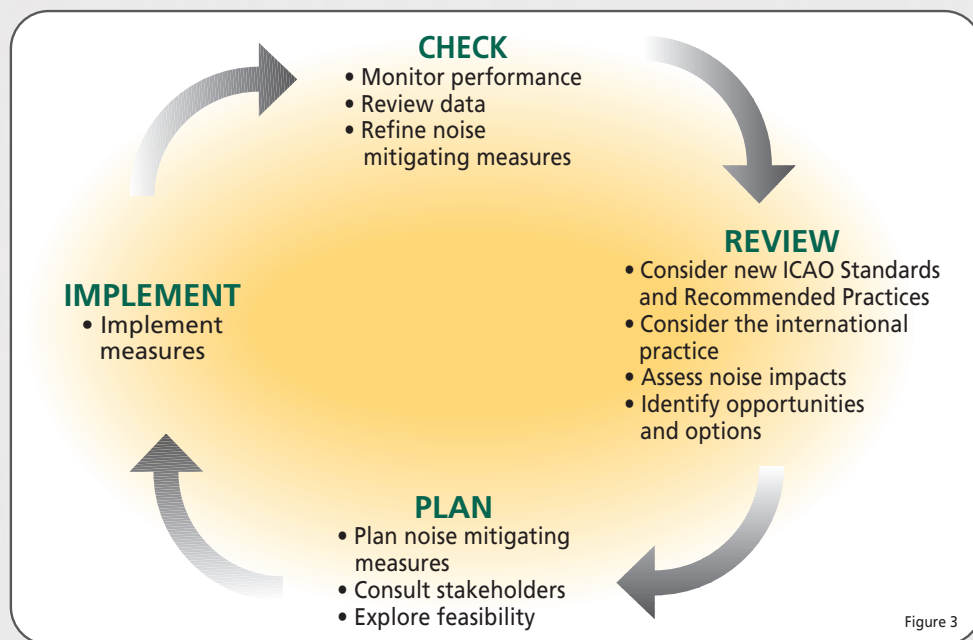 CHECK
• Monitor performance
• Review data
• Refine noise
mitigating measures
REVIEW
• Consider new ICAO Standards
and Recommended Practices
• Consider the international
practice
• Assess noise impacts
• Identify opportunities
and options
PLAN
• Plan noise mitigating
measures
• Consult stakeholders
• Explore feasibility
IMPLEMENT
• Implement
measures
Figure 3